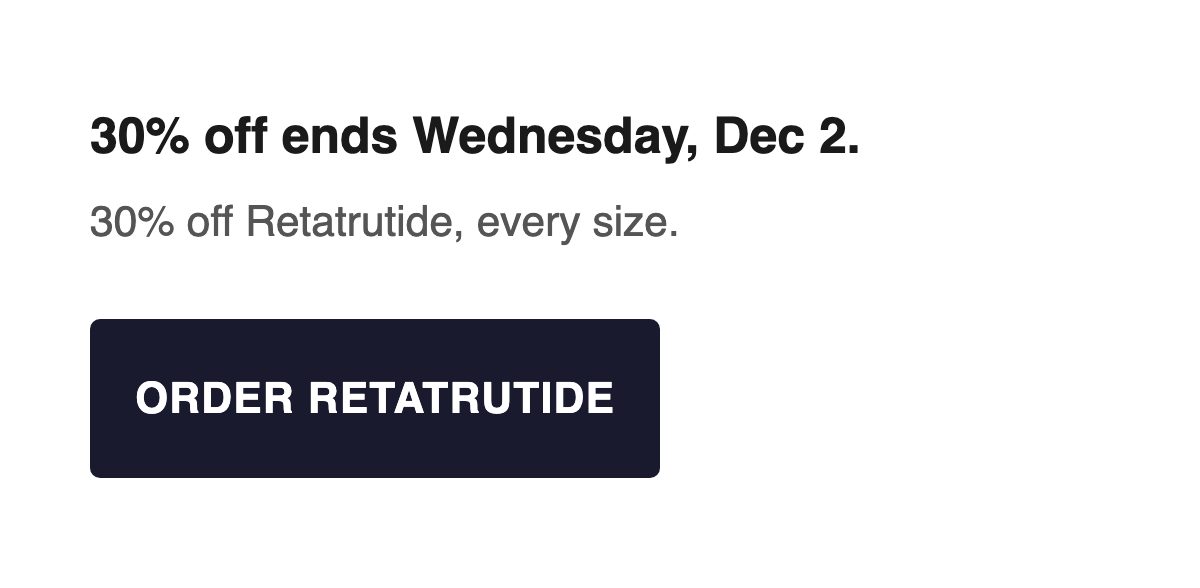 30% off ends Wednesday, Dec 2.
30% off Retatrutide, every size.
ORDER RETATRUTIDE